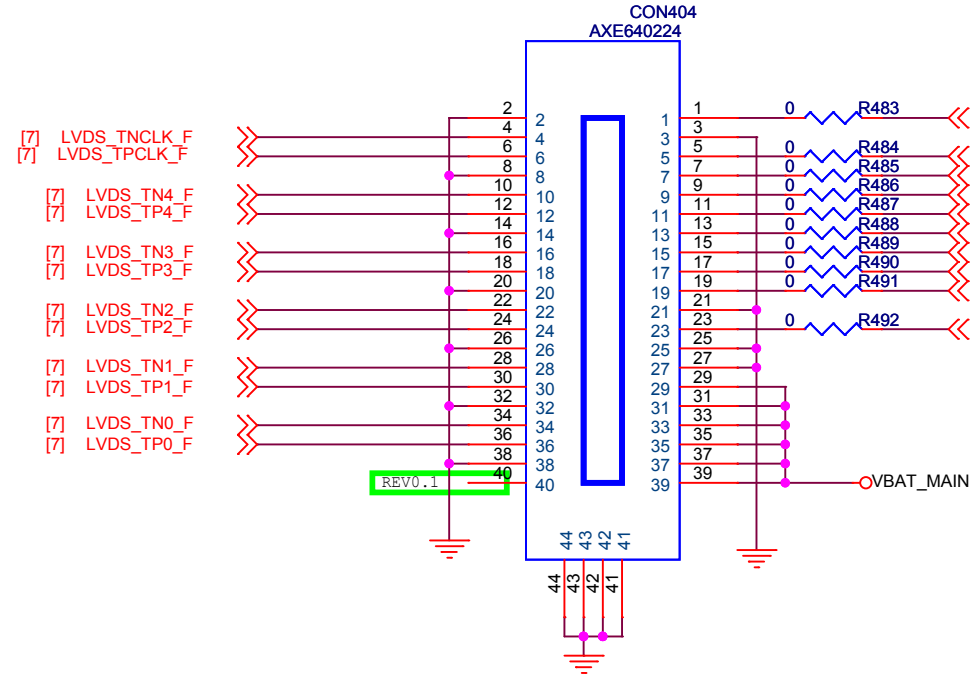 CON404
AXE640224
2 2 1 1 0 R483
[7] LVDS_TNCLK_F 4 4 3 3
[7] LVDS_TPCLK_F 6 6 5 5 0 R484
8 8 7 7 0 R485
[7] LVDS_TN4_F 10 10 9 9 0 R486
[7] LVDS_TP4_F 12 12 11 11 0 R487
14 14 13 13 0 R488
[7] LVDS_TN3_F 16 16 15 15 0 R489
[7] LVDS_TP3_F 18 18 17 17 0 R490
20 20 19 19 0 R491
[7] LVDS_TN2_F 22 22 21 21
[7] LVDS_TP2_F 24 24 23 23 0 R492
26 26 25 25
[7] LVDS_TN1_F 28 28 27 27
[7] LVDS_TP1_F 30 30 29 29
32 32 31 31
[7] LVDS_TN0_F 34 34 33 33
[7] LVDS_TP0_F 36 36 35 35
38 38 37 37
REV0.1 40 40 39 39 VBAT_MAIN
44 43 42 41
44 43 42 41